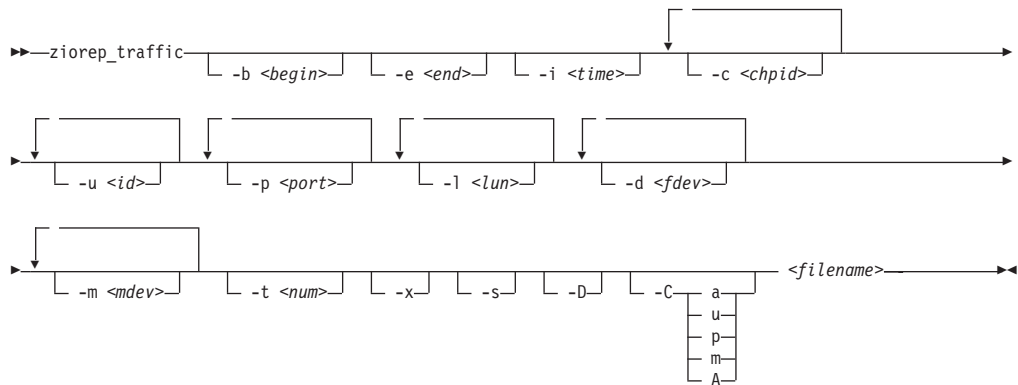 ziorep_traffic -b <begin> -e <end> -i <time> -c <chpid>
-u <id> -p <port> -l <lun> -d <fdev>
-m <mdev> -t <num> -x -s -D -C a <filename>
u
p
m
A